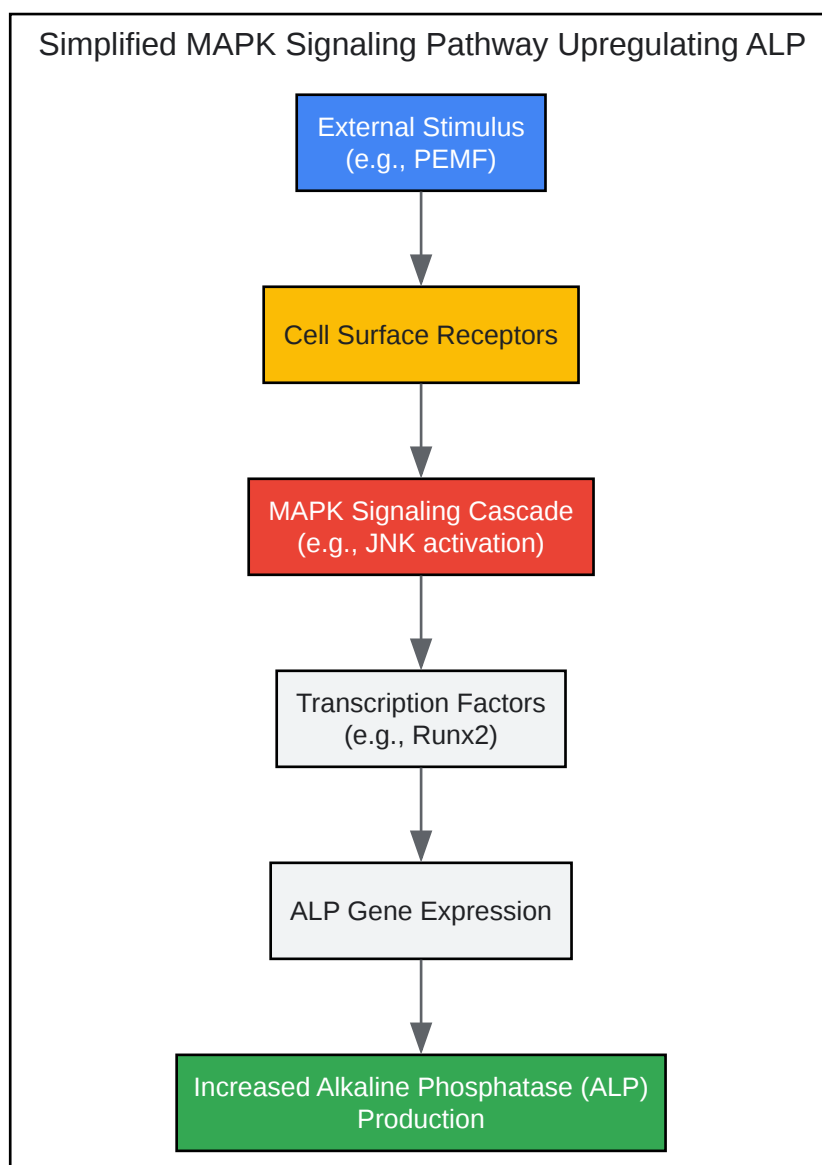 Simplified MAPK Signaling Pathway Upregulating ALP
External Stimulus
(e.g., PEMF)
Cell Surface Receptors
MAPK Signaling Cascade
(e.g., JNK activation)
Transcription Factors
(e.g., Runx2)
ALP Gene Expression
Increased Alkaline Phosphatase (ALP)
Production